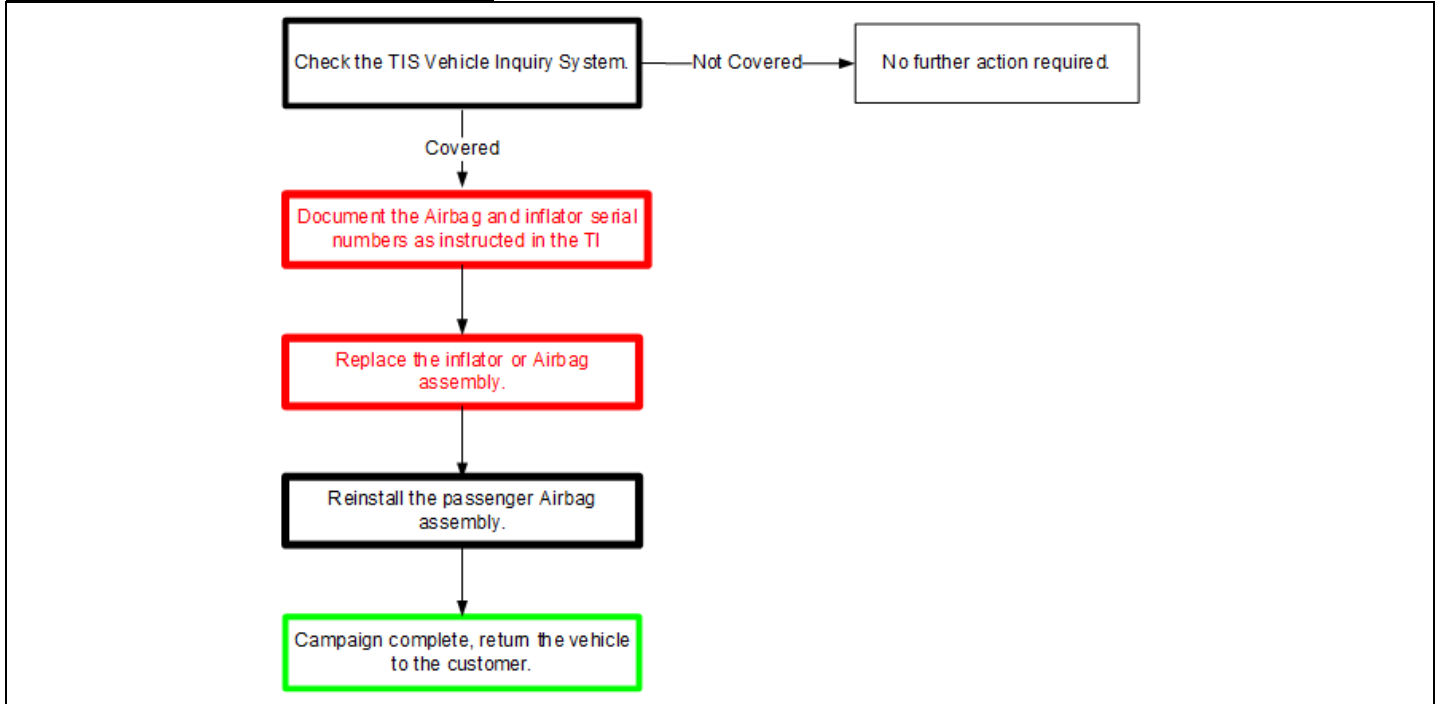 Check the TIS Vehicle Inquiry System.
Not Covered
No further action required.
Covered
Document the Airbag and inflator serial
numbers as instructed in the TI
Replace the inflator or Airbag
assembly.
Reinstall the passenger Airbag
assembly.
Campaign complete, return the vehicle
to the customer.